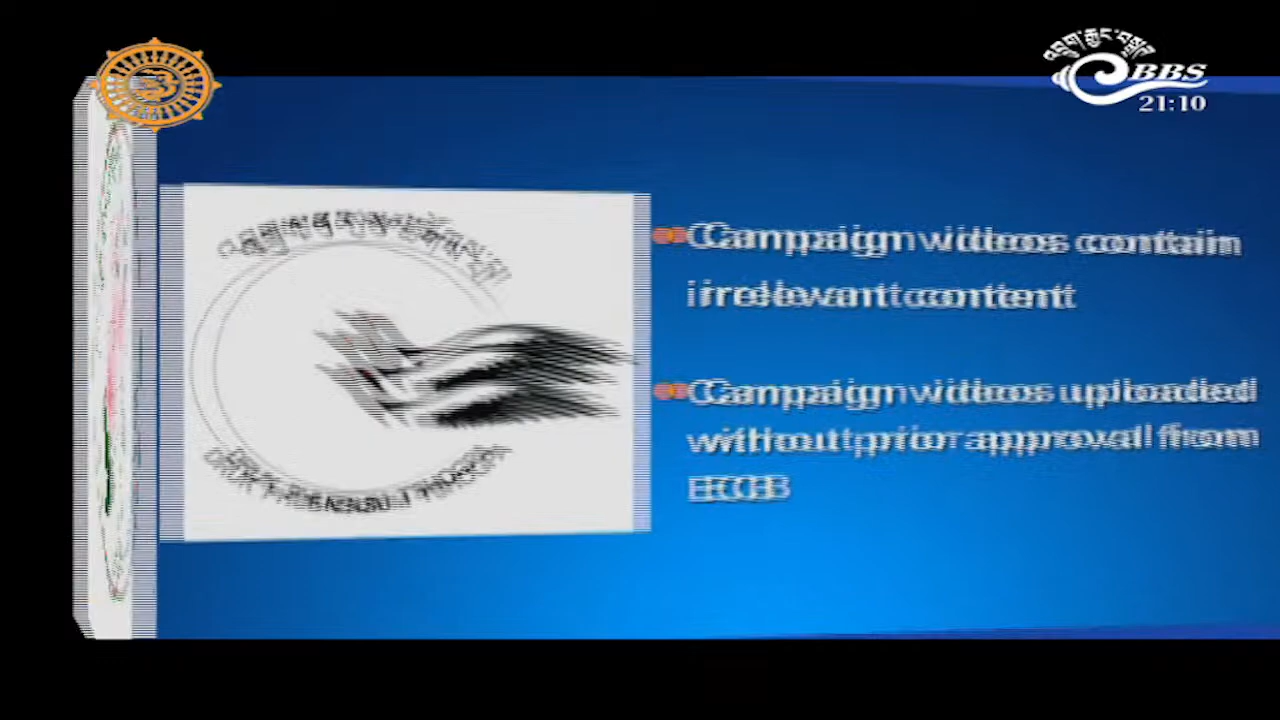 BBS
21:10
Campaign videos contain
irrelevant content
Campaign videos uploaded
without prior approval from
ECB